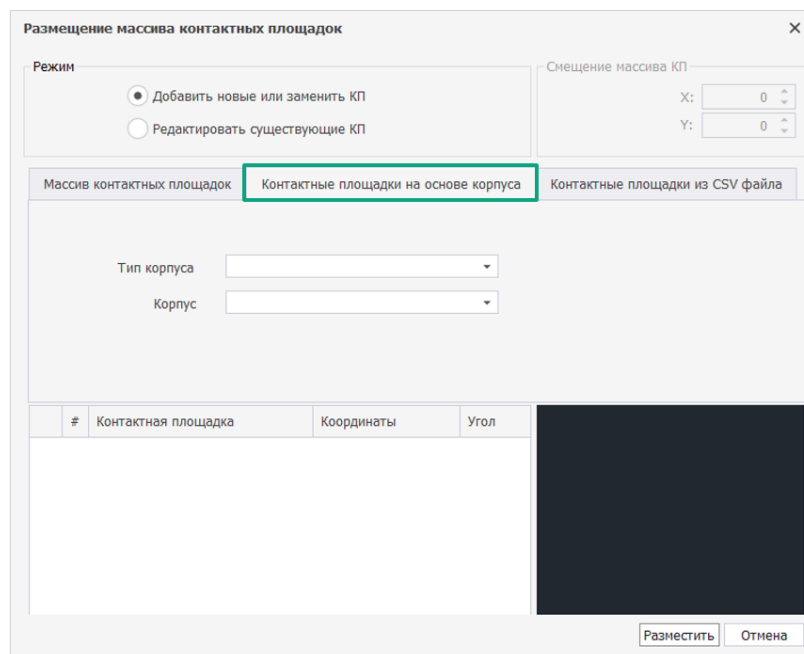 Размещение массива контактных площадок
Режим
Добавить новые или заменить КП
Редактировать существующие КП
Смещение массива КП
X: 0
Y: 0
Массив контактных площадок Контактные площадки на основе корпуса Контактные площадки из CSV файла
Тип корпуса
Корпус
# Контактная площадка Координаты Угол
Разместить Отмена